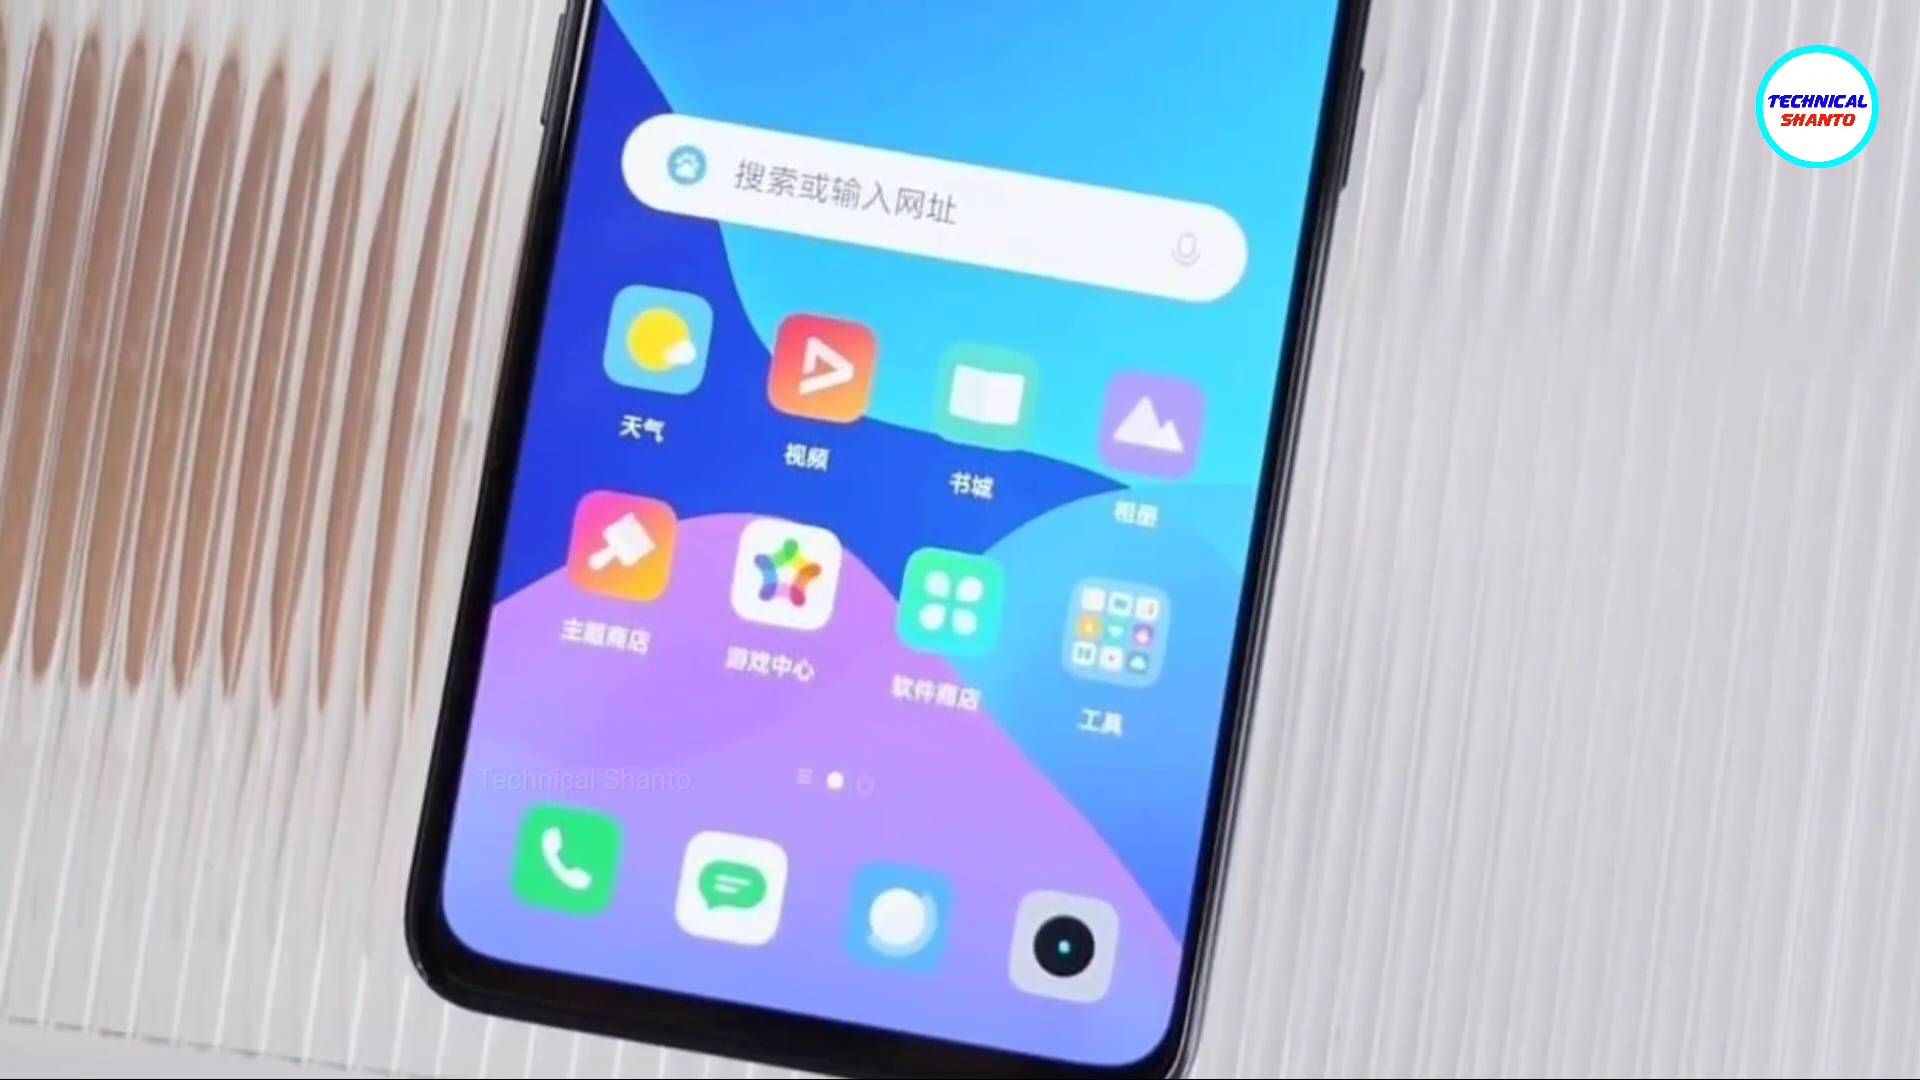 TECHNICAL
SHANTO
搜索或输入网址
天气
视频
书城
相册
主题商店
游戏中心
软件商店
工具
Technical Shanto